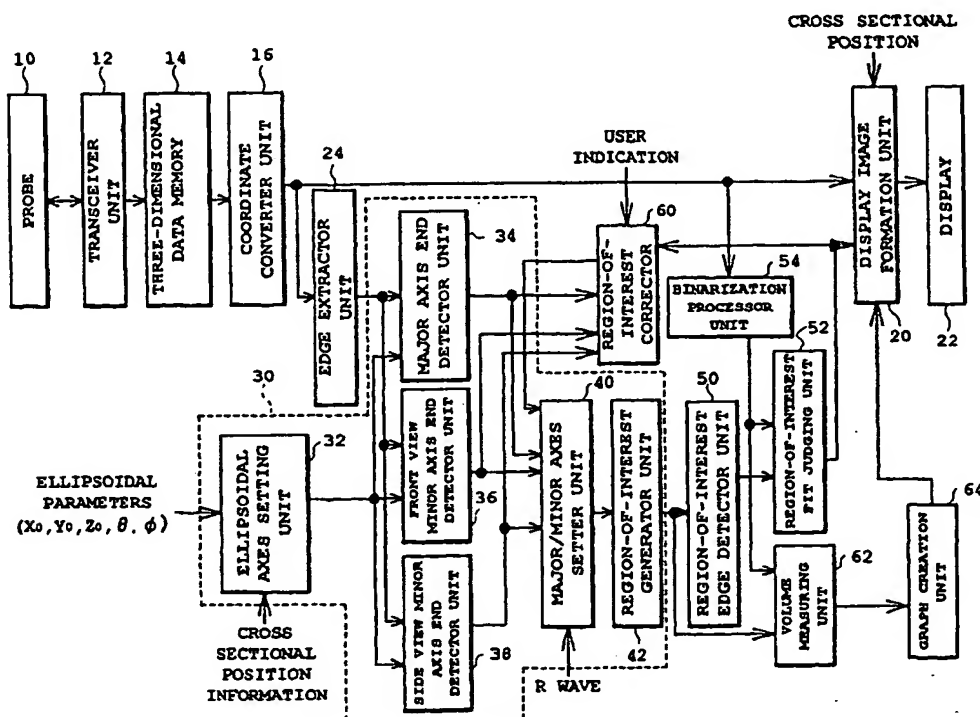 CROSS SECTIONAL
POSITION
10
12
14
16
PROBE
TRANSCEIVER
UNIT
THREE-DIMENSIONAL
DATA MEMORY
COORDINATE
CONVERTER UNIT
24
EDGE EXTRACTOR
UNIT
USER
INDICATION
DISPLAY IMAGE
FORMATION UNIT
20
DISPLAY
22
34
MAJOR AXIS END
DETECTOR UNIT
60
REGION-OF-
INTEREST
CORRECTOR
54
BINARIZATION
PROCESSOR
UNIT
52
REGION-OF-INTEREST
FIT JUDGING UNIT
30
32
ELLIPSOIDAL
AXES SETTING
UNIT
ELLIPSOIDAL
PARAMETERS
(X0,Y0,Z0,θ,φ)
CROSS
SECTIONAL
POSITION
INFORMATION
FRONT VIEW
MINOR AXIS END
DETECTOR UNIT
36
SIDE VIEW MINOR
AXIS END
DETECTOR UNIT
38
40
MAJOR/MINOR AXES
SETTER UNIT
R WAVE
REGION-OF-INTEREST
GENERATOR UNIT
42
50
REGION-OF-INTEREST
EDGE DETECTOR UNIT
62
VOLUME
MEASURING
UNIT
64
GRAPH CREATION
UNIT